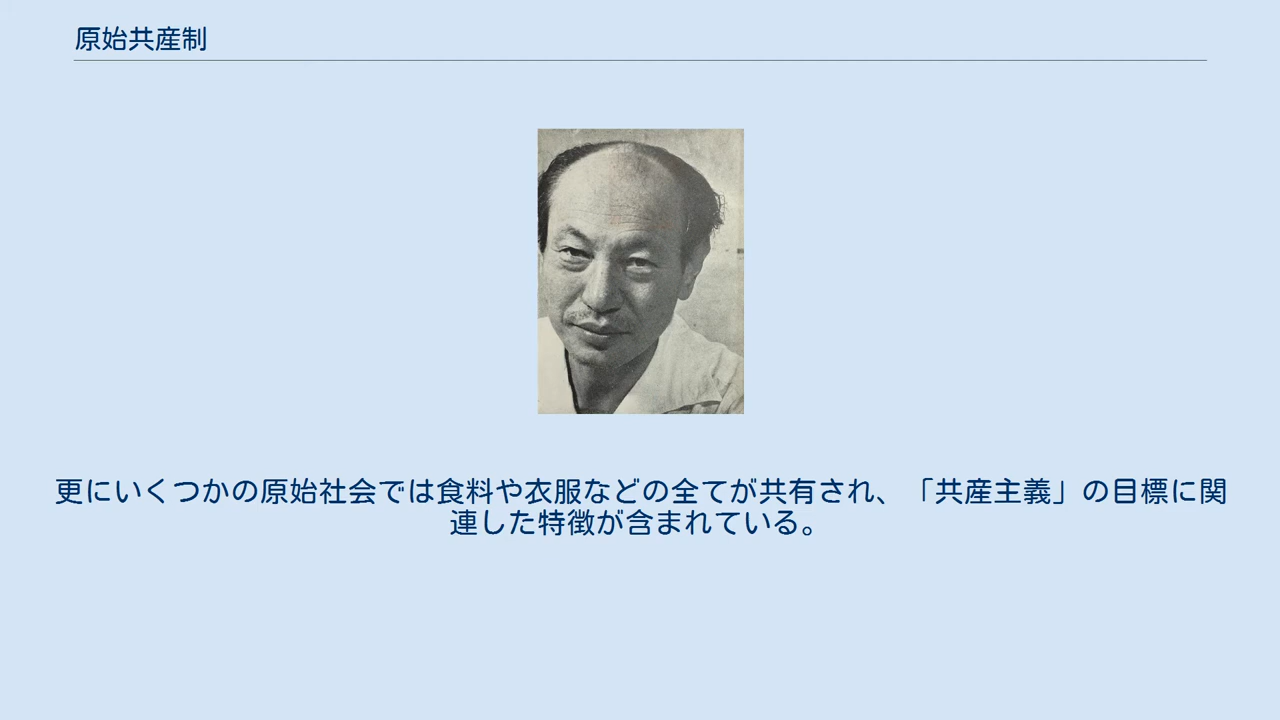 原始共産制
更にいくつかの原始社会では食料や衣服などの全てが共有され、「共産主義」の目標に関
連した特徴が含まれている。